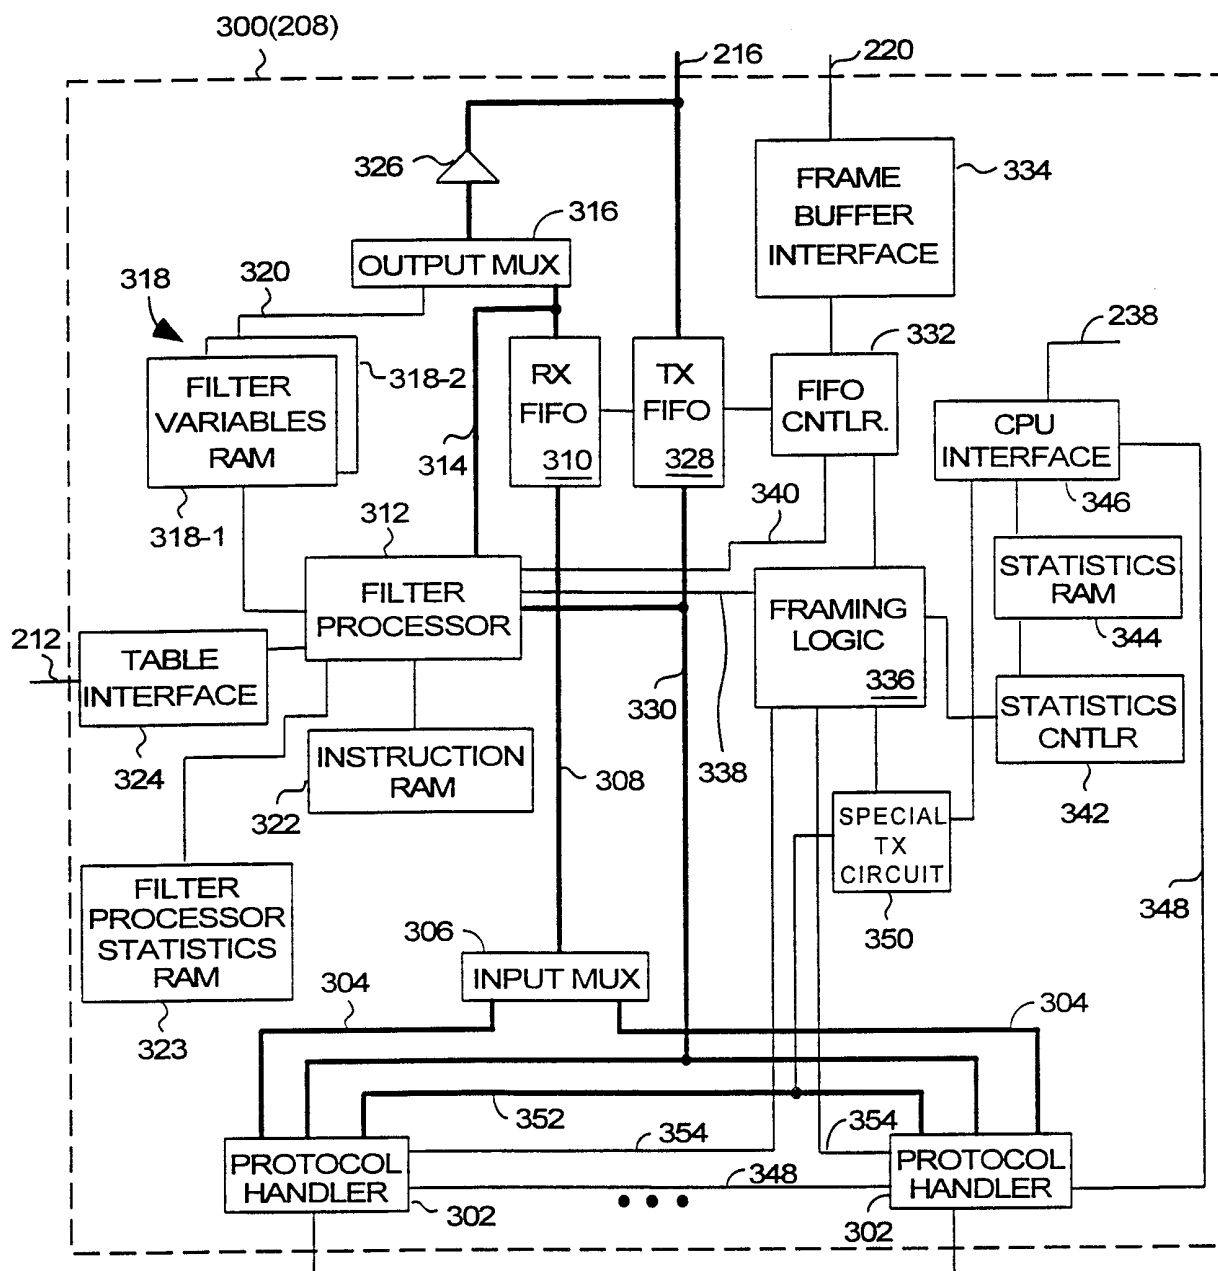 300(208)
216
220
326
FRAME
BUFFER
INTERFACE
334
316
OUTPUT MUX
318
320
332
238
FILTER
VARIABLES
RAM
318-2
318-1
314
RX
FIFO
310
TX
FIFO
328
FIFO
CNTLR.
CPU
INTERFACE
346
340
312
FILTER
PROCESSOR
FRAMING
LOGIC
336
STATISTICS
RAM
344
212
TABLE
INTERFACE
324
330
338
STATISTICS
CNTLR
342
INSTRUCTION
RAM
322
308
SPECIAL
TX
CIRCUIT
350
348
FILTER
PROCESSOR
STATISTICS
RAM
323
306
INPUT MUX
304
304
352
354
354
PROTOCOL
HANDLER
302
348
PROTOCOL
HANDLER
302